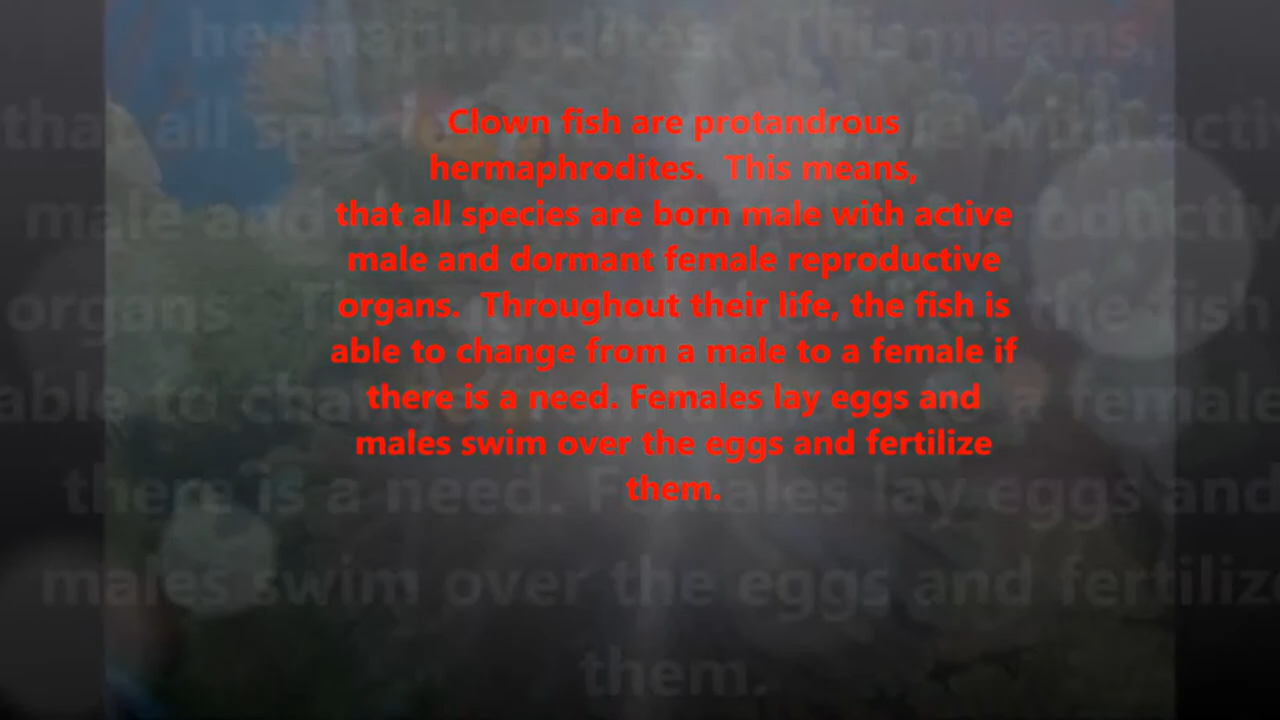 Clown fish are protandrous
hermaphrodites.  This means,
that all species are born male with active
male and dormant female reproductive
organs.  Throughout their life, the fish is
able to change from a male to a female if
there is a need. Females lay eggs and
males swim over the eggs and fertilize
them.